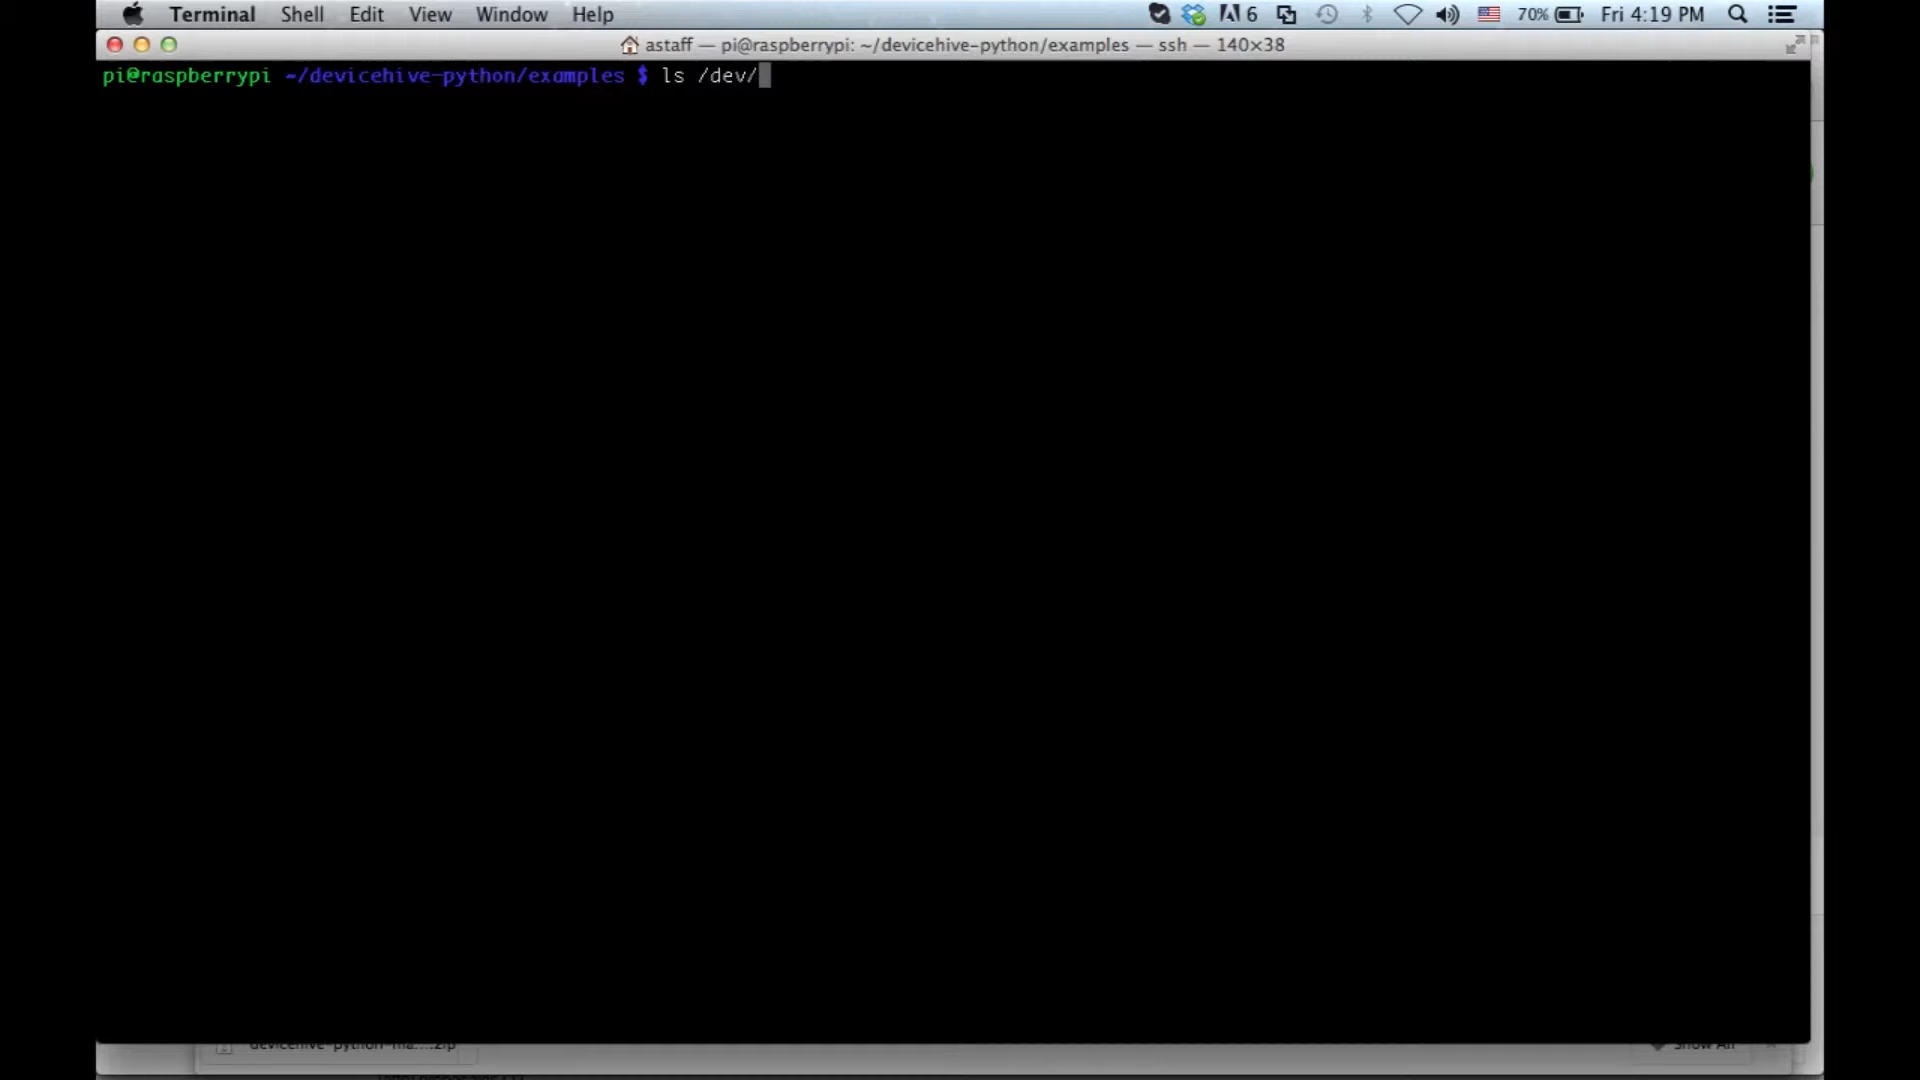 Terminal Shell Edit View Window Help 6 70% Fri 4:19 PM
astaff — pi@raspberrypi: ~/devicehive-python/examples — ssh — 140×38
pi@raspberrypi ~/devicehive-python/examples $ ls /dev/
devicehive-python-ma....zip Show All